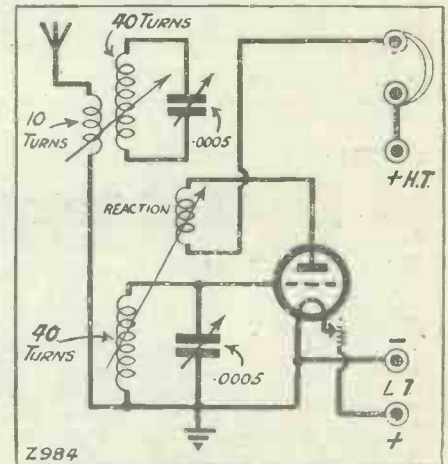 40 TURNS
10
TURNS
.0005
+ H.T.
REACTION
40
TURNS
.0005
-
L T.
+
Z984